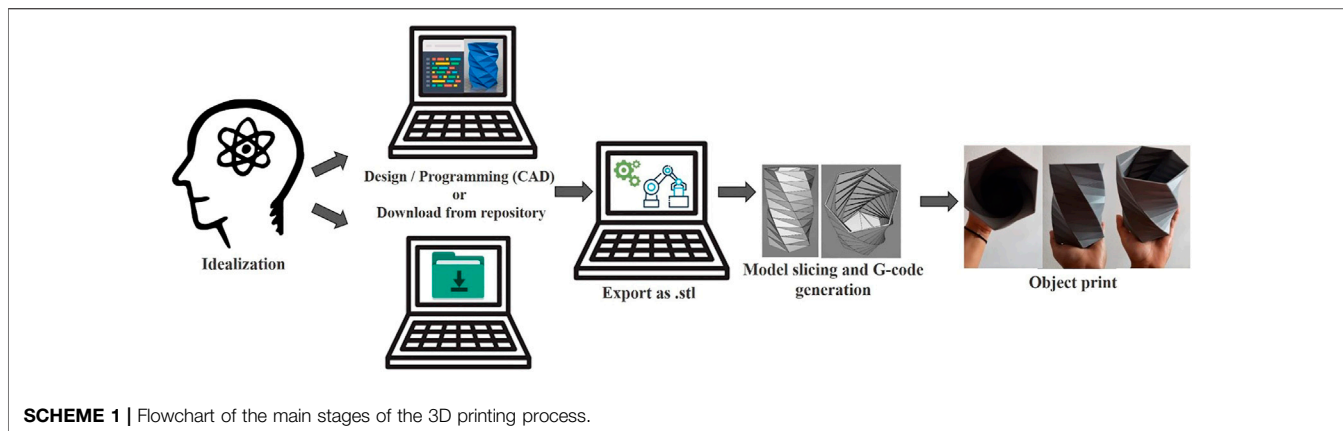 Idealization
Design / Programming (CAD)
or
Download from repository
Export as .stl
Model slicing and G-code
generation
Object print
SCHEME 1 | Flowchart of the main stages of the 3D printing process.